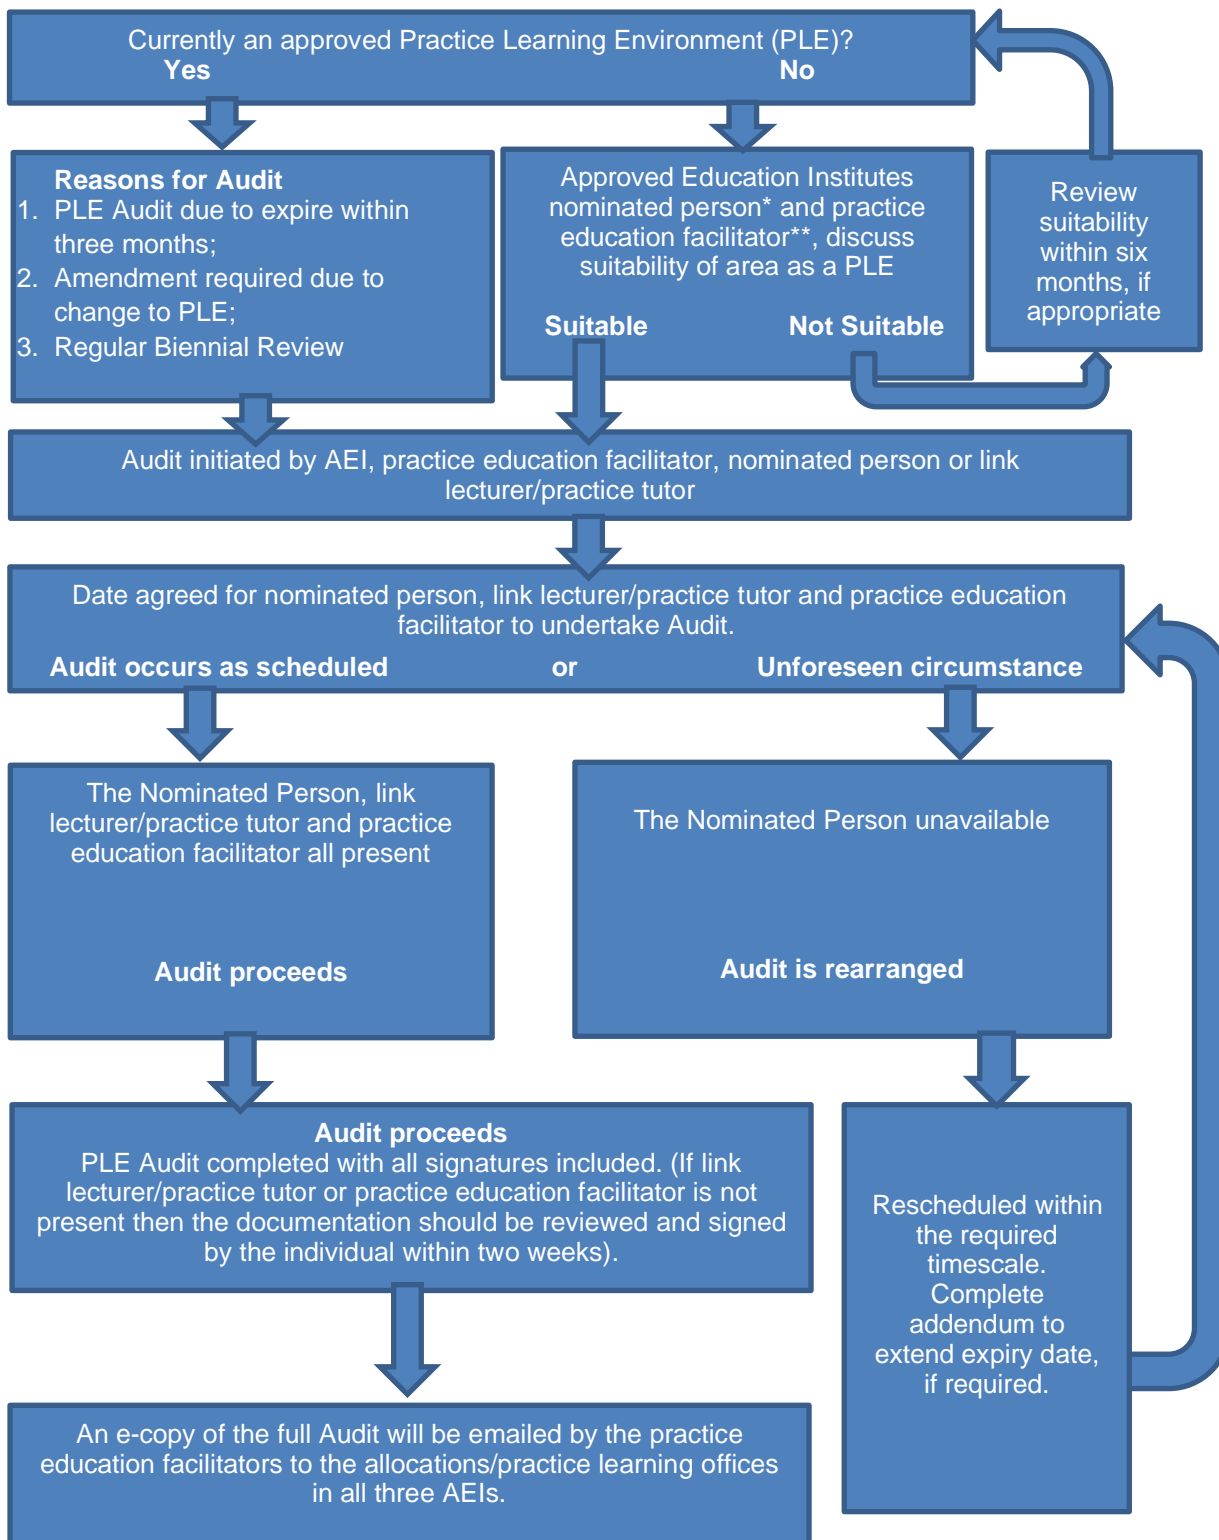 Currently an approved Practice Learning Environment (PLE)?
Yes No
Reasons for Audit
1. PLE Audit due to expire within
three months;
2. Amendment required due to
change to PLE;
3. Regular Biennial Review
Approved Education Institutes
nominated person* and practice
education facilitator**, discuss
suitability of area as a PLE
Suitable Not Suitable
Review
suitability
within six
months, if
appropriate
Audit initiated by AEI, practice education facilitator, nominated person or link
lecturer/practice tutor
Date agreed for nominated person, link lecturer/practice tutor and practice education
facilitator to undertake Audit.
Audit occurs as scheduled or Unforeseen circumstance
The Nominated Person, link
lecturer/practice tutor and practice
education facilitator all present
Audit proceeds
The Nominated Person unavailable
Audit is rearranged
Audit proceeds
PLE Audit completed with all signatures included. (If link
lecturer/practice tutor or practice education facilitator is not
present then the documentation should be reviewed and signed
by the individual within two weeks).
Rescheduled within
the required
timescale.
Complete
addendum to
extend expiry date,
if required.
An e-copy of the full Audit will be emailed by the practice
education facilitators to the allocations/practice learning offices
in all three AEIs.